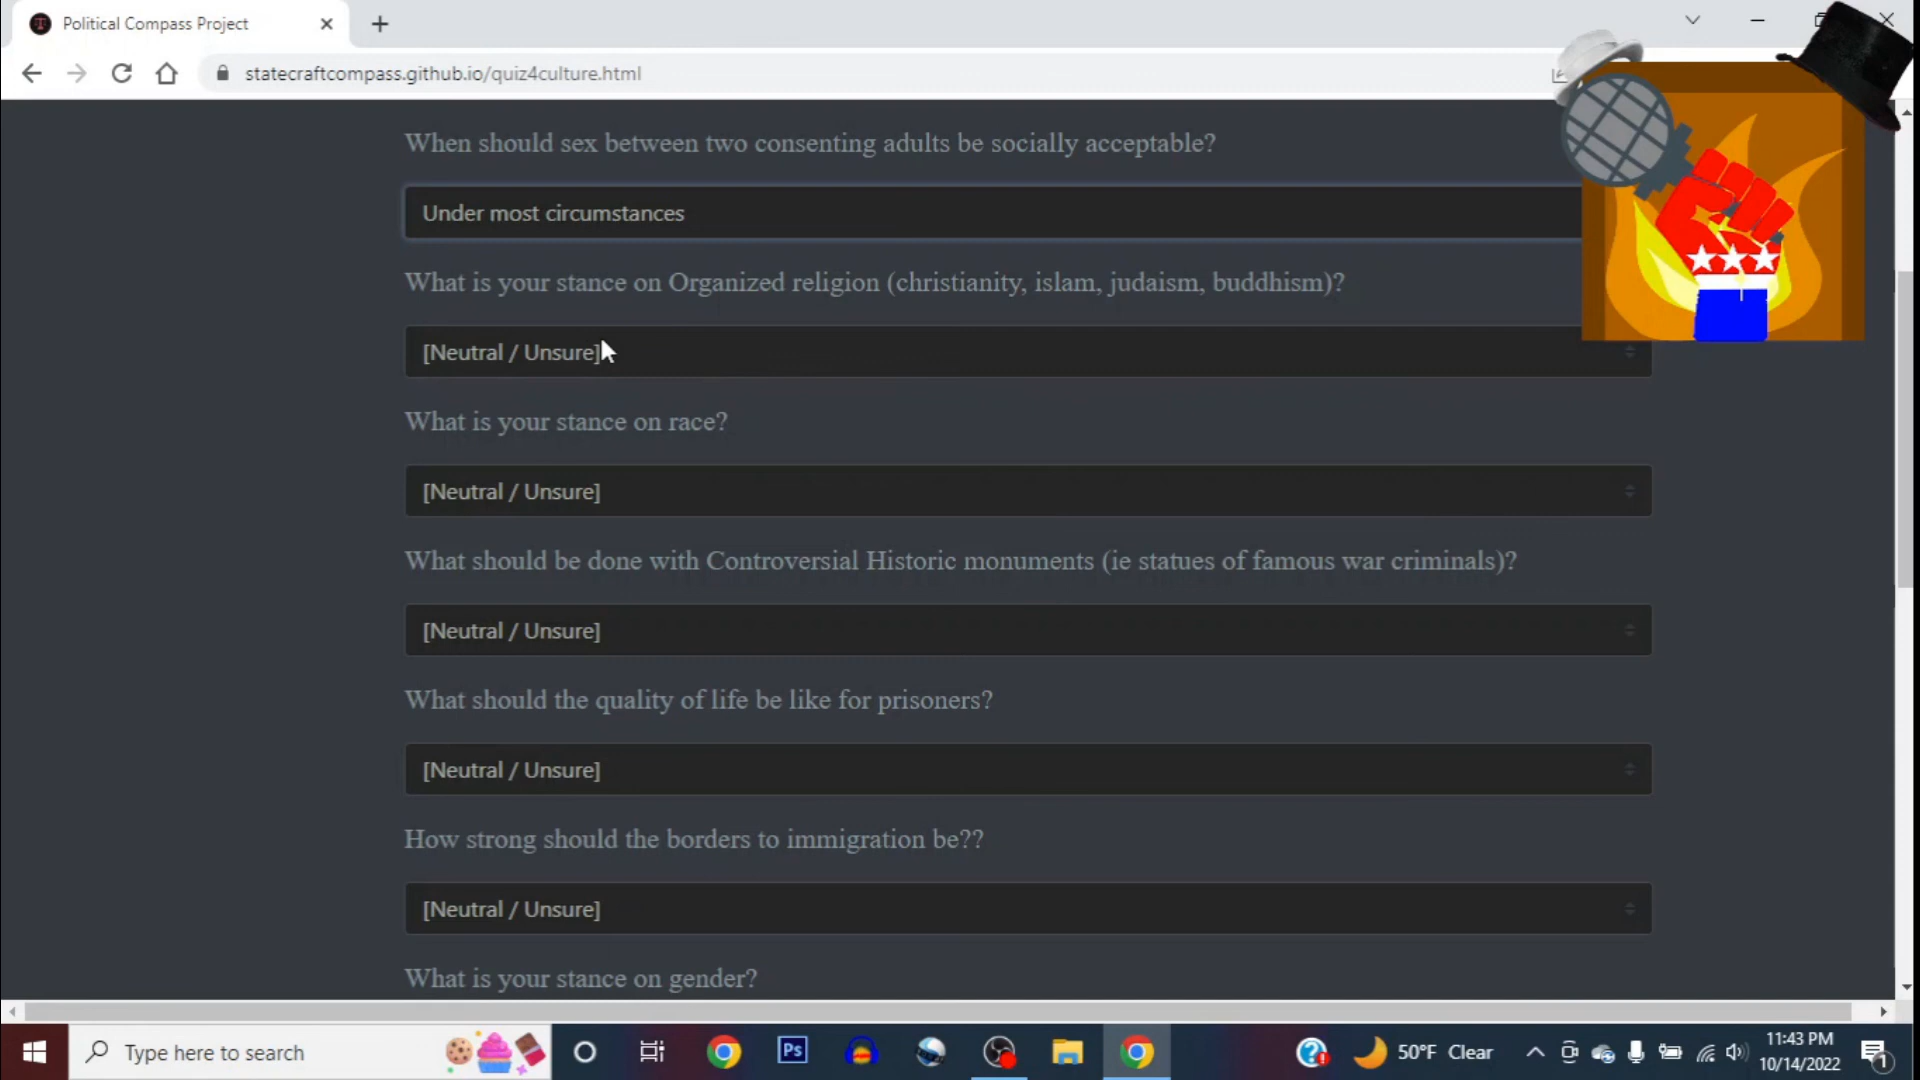 Political Compass Project
statecraftcompass.github.io/quiz4culture.html
When should sex between two consenting adults be socially acceptable?
Under most circumstances
What is your stance on Organized religion (christianity, islam, judaism, buddhism)?
[Neutral / Unsure]
What is your stance on race?
[Neutral / Unsure]
What should be done with Controversial Historic monuments (ie statues of famous war criminals)?
[Neutral / Unsure]
What should the quality of life be like for prisoners?
[Neutral / Unsure]
How strong should the borders to immigration be??
[Neutral / Unsure]
What is your stance on gender?
Type here to search
Ps
50°F Clear
11:43 PM
10/14/2022
1